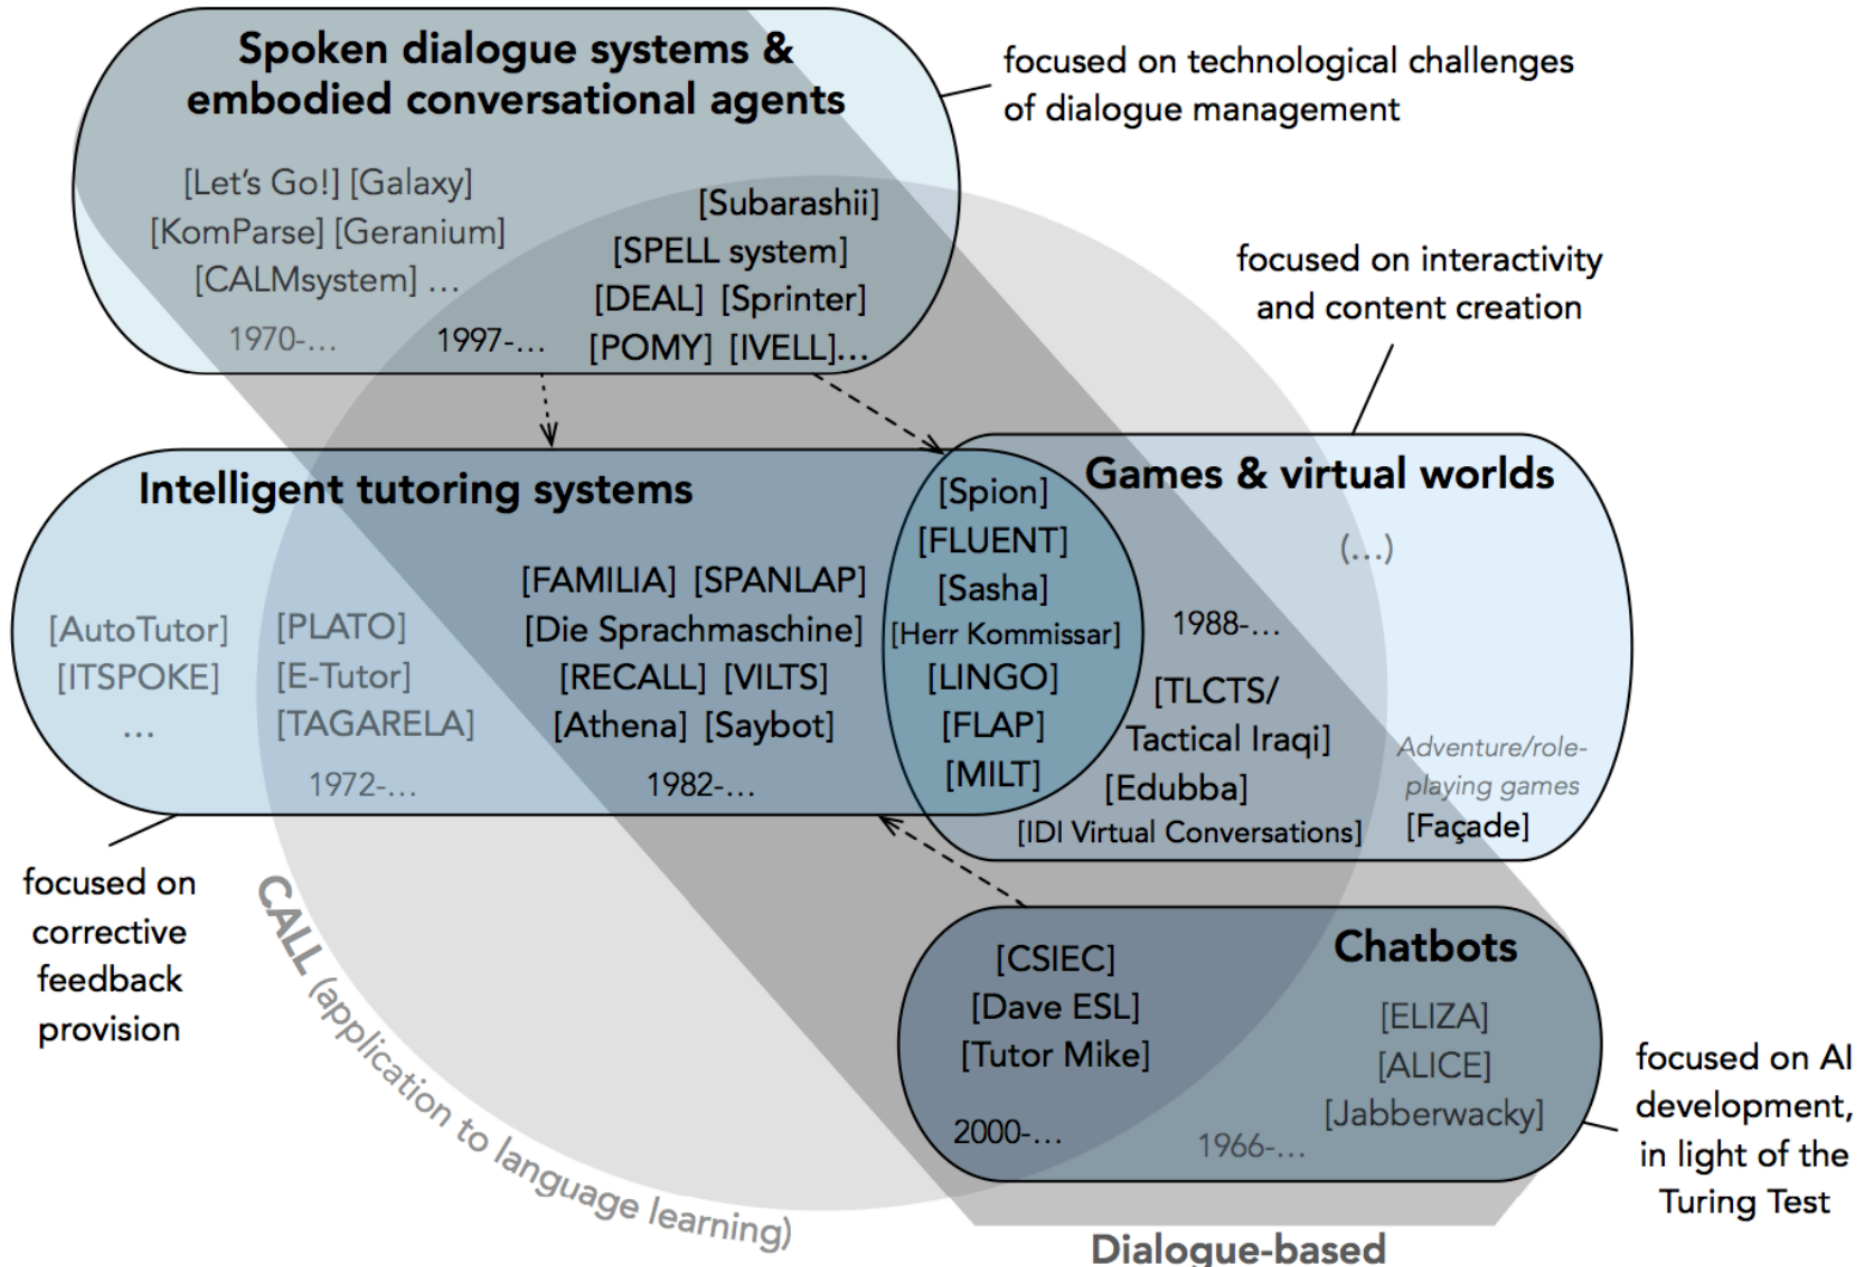 Spoken dialogue systems &
embodied conversational agents
focused on technological challenges
of dialogue management
[Let's Go!] [Galaxy]
[KomParse] [Geranium]
[CALMsystem] ...
1970-...
1997-...
[Subarashii]
[SPELL system]
[DEAL] [Sprinter]
[POMY] [IVELL]...
focused on interactivity
and content creation
Intelligent tutoring systems
[AutoTutor]
[ITSPOKE]
...
[PLATO]
[E-Tutor]
[TAGARELA]
1972-...
[FAMILIA] [SPANLAP]
[Die Sprachmaschine]
[RECALL] [VILTS]
[Athena] [Saybot]
1982-...
[Spion]
[FLUENT]
[Sasha]
[Herr Kommissar]
[LINGO]
[FLAP]
[MILT]
Games & virtual worlds
(...)
1988-...
[TLCTS/
Tactical Iraqi]
[Edubba]
[IDI Virtual Conversations]
Adventure/role-
playing games
[Façade]
focused on
corrective
feedback
provision
CALL (application to language learning)
Chatbots
[CSIEC]
[Dave ESL]
[Tutor Mike]
2000-...
[ELIZA]
[ALICE]
[Jabberwacky]
1966-...
focused on AI
development,
in light of the
Turing Test
Dialogue-based